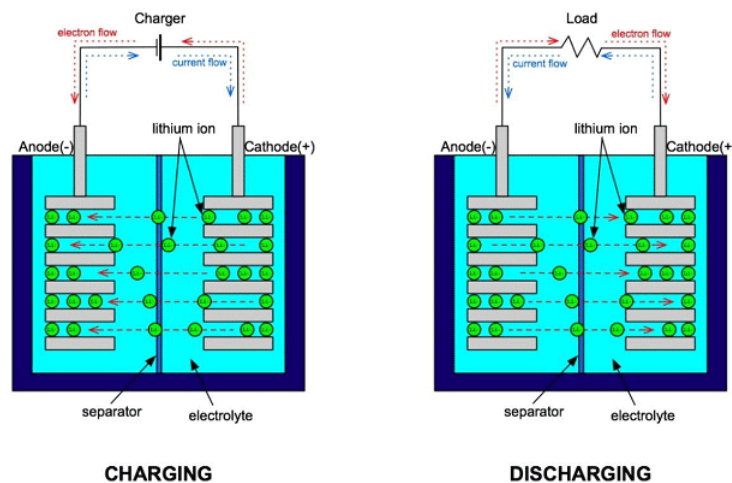 Charger
electron flow
current flow
lithium ion
Anode(-)
Cathode(+)
separator
electrolyte
CHARGING
Load
electron flow
current flow
lithium ion
Anode(-)
Cathode(+
separator
electrolyte
DISCHARGING